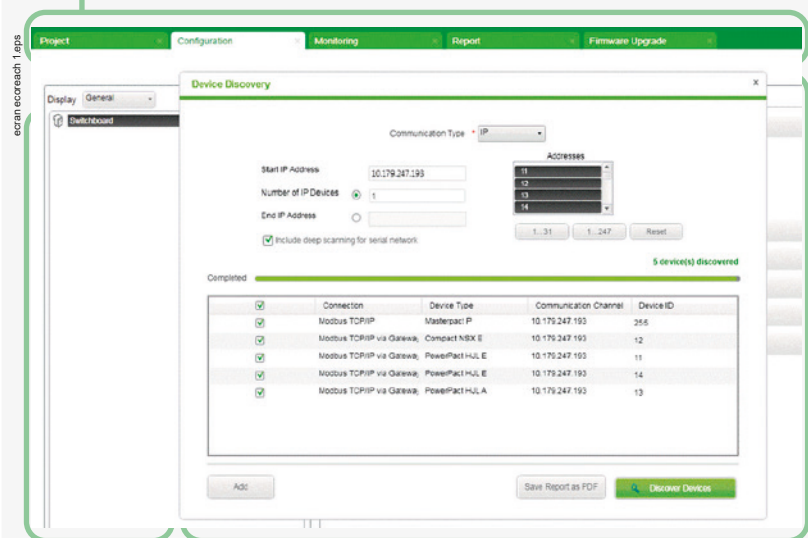 ecran ecoreach 1.eps
Project Configuration Monitoring Report Firmware Upgrade
Device Discovery x
Display General
Switchboard
Communication Type * IP
Addresses
Start IP Address 10.179.247.193
11
12
Number of IP Devices 1
13
14
End IP Address
1...31 1...247 Reset
Include deep scanning for serial network
5 device(s) discovered
Completed
Connection Device Type Communication Channel Device ID
Modbus TCP/IP Masterpact P 10.179.247.193 255
Modbus TCP/IP via Gateway Compact NSX E 10.179.247.193 12
Modbus TCP/IP via Gateway PowerPact HJL E 10.179.247.193 11
Modbus TCP/IP via Gateway PowerPact HJL E 10.179.247.193 14
Modbus TCP/IP via Gateway PowerPact HJL A 10.179.247.193 13
Add Save Report as PDF Discover Devices